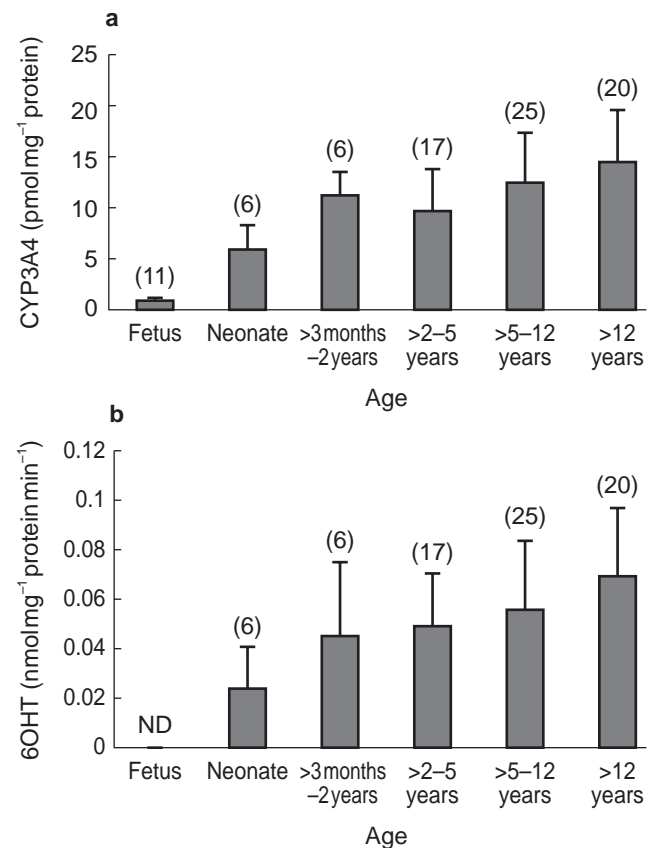 a
CYP3A4 (pmol mg⁻¹ protein)
25
20
15
10
5
0
(11)
(6)
(6)
(17)
(25)
(20)
Fetus
Neonate
>3 months
–2 years
>2–5
years
>5–12
years
>12
years
Age
b
6OHT (nmol mg⁻¹ protein min⁻¹)
0.12
0.1
0.08
0.06
0.04
0.02
0
ND
(6)
(6)
(17)
(25)
(20)
Fetus
Neonate
>3 months
–2 years
>2–5
years
>5–12
years
>12
years
Age